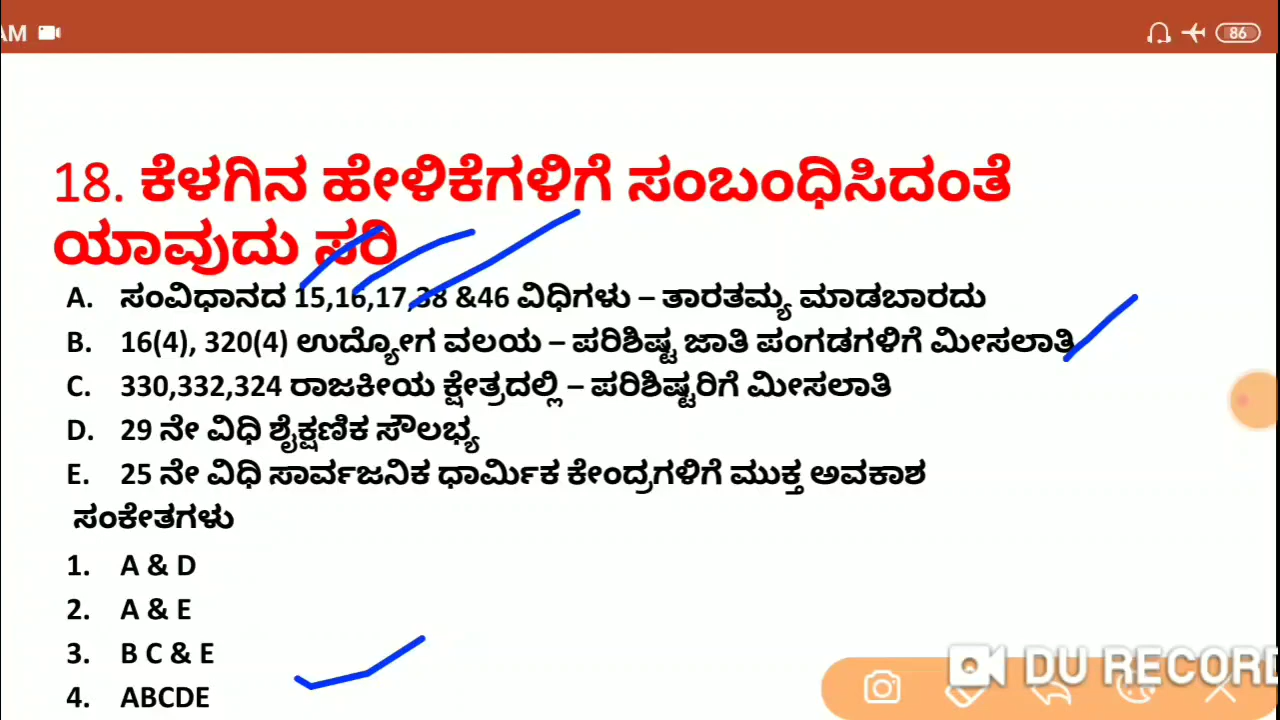 AM
86
18. ಕೆಳಗಿನ ಹೇಳಿಕೆಗಳಿಗೆ ಸಂಬಂಧಿಸಿದಂತೆ
ಯಾವುದು ಸರಿ
A. ಸಂವಿಧಾನದ 15,16,17,38 &46 ವಿಧಿಗಳು – ತಾರತಮ್ಯ ಮಾಡಬಾರದು
B. 16(4), 320(4) ಉದ್ಯೋಗ ವಲಯ – ಪರಿಶಿಷ್ಟ ಜಾತಿ ಪಂಗಡಗಳಿಗೆ ಮೀಸಲಾತಿ
C. 330,332,324 ರಾಜಕೀಯ ಕ್ಷೇತ್ರದಲ್ಲಿ – ಪರಿಶಿಷ್ಟರಿಗೆ ಮೀಸಲಾತಿ
D. 29 ನೇ ವಿಧಿ ಶೈಕ್ಷಣಿಕ ಸೌಲಭ್ಯ
E. 25 ನೇ ವಿಧಿ ಸಾರ್ವಜನಿಕ ಧಾರ್ಮಿಕ ಕೇಂದ್ರಗಳಿಗೆ ಮುಕ್ತ ಅವಕಾಶ
ಸಂಕೇತಗಳು
1. A & D
2. A & E
3. B C & E
4. ABCDE
DU RECORD